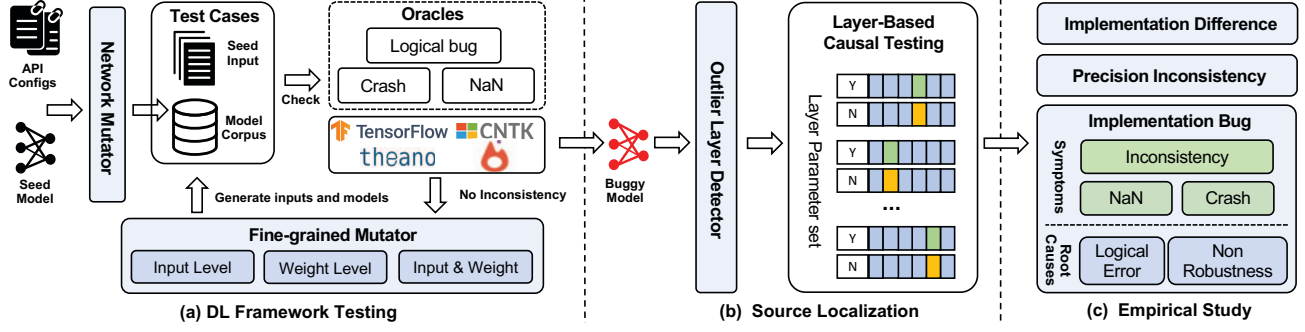 API
Configs
Seed
Model
Network Mutator
Test Cases
Seed
Input
Model
Corpus
Check
Oracles
Logical bug
Crash
NaN
TensorFlow
CNTK
theano
Generate inputs and models
No Inconsistency
Fine-grained Mutator
Input Level
Weight Level
Input & Weight
(a) DL Framework Testing
Buggy
Model
Outlier Layer Detector
Layer-Based
Causal Testing
Layer Parameter set
Y
N
Y
N
...
Y
N
(b) Source Localization
Implementation Difference
Precision Inconsistency
Implementation Bug
Symptoms
Inconsistency
NaN
Crash
Root
Causes
Logical
Error
Non
Robustness
(c) Empirical Study